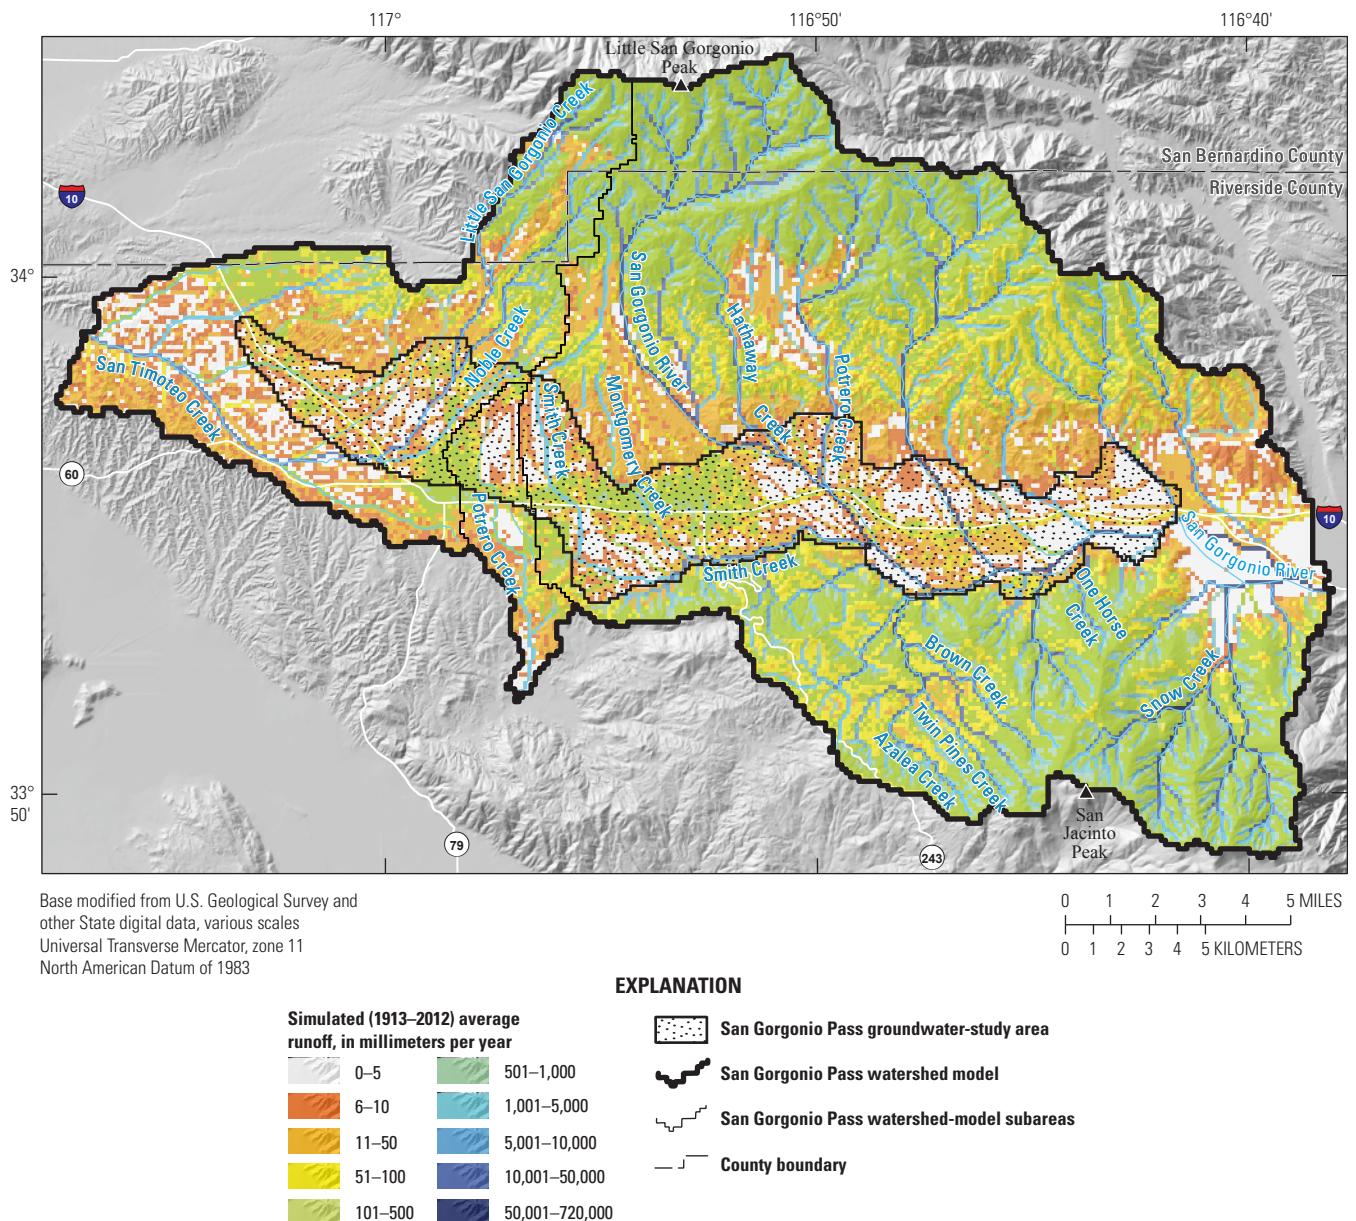 117°
116°50'
116°40'
Little San Gorgonio
Peak
Little San Gorgonio Creek
San Bernardino County
Riverside County
10
34°
San Gorgonio River
Hathaway
Creek
Potrero Creek
Noble Creek
San Timoteo Creek
Smith Creek
Montgomery Creek
60
Potrero Creek
10
San Gorgonio River
Smith Creek
One Horse
Creek
Brown Creek
Snow Creek
Twin Pines Creek
Azalea Creek
33°
50'
San
Jacinto
Peak
79
243
Base modified from U.S. Geological Survey and
other State digital data, various scales
Universal Transverse Mercator, zone 11
North American Datum of 1983
0 1 2 3 4 5 MILES
0 1 2 3 4 5 KILOMETERS
EXPLANATION
Simulated (1913–2012) average
runoff, in millimeters per year
0–5
6–10
11–50
51–100
101–500
501–1,000
1,001–5,000
5,001–10,000
10,001–50,000
50,001–720,000
San Gorgonio Pass groundwater-study area
San Gorgonio Pass watershed model
San Gorgonio Pass watershed-model subareas
County boundary